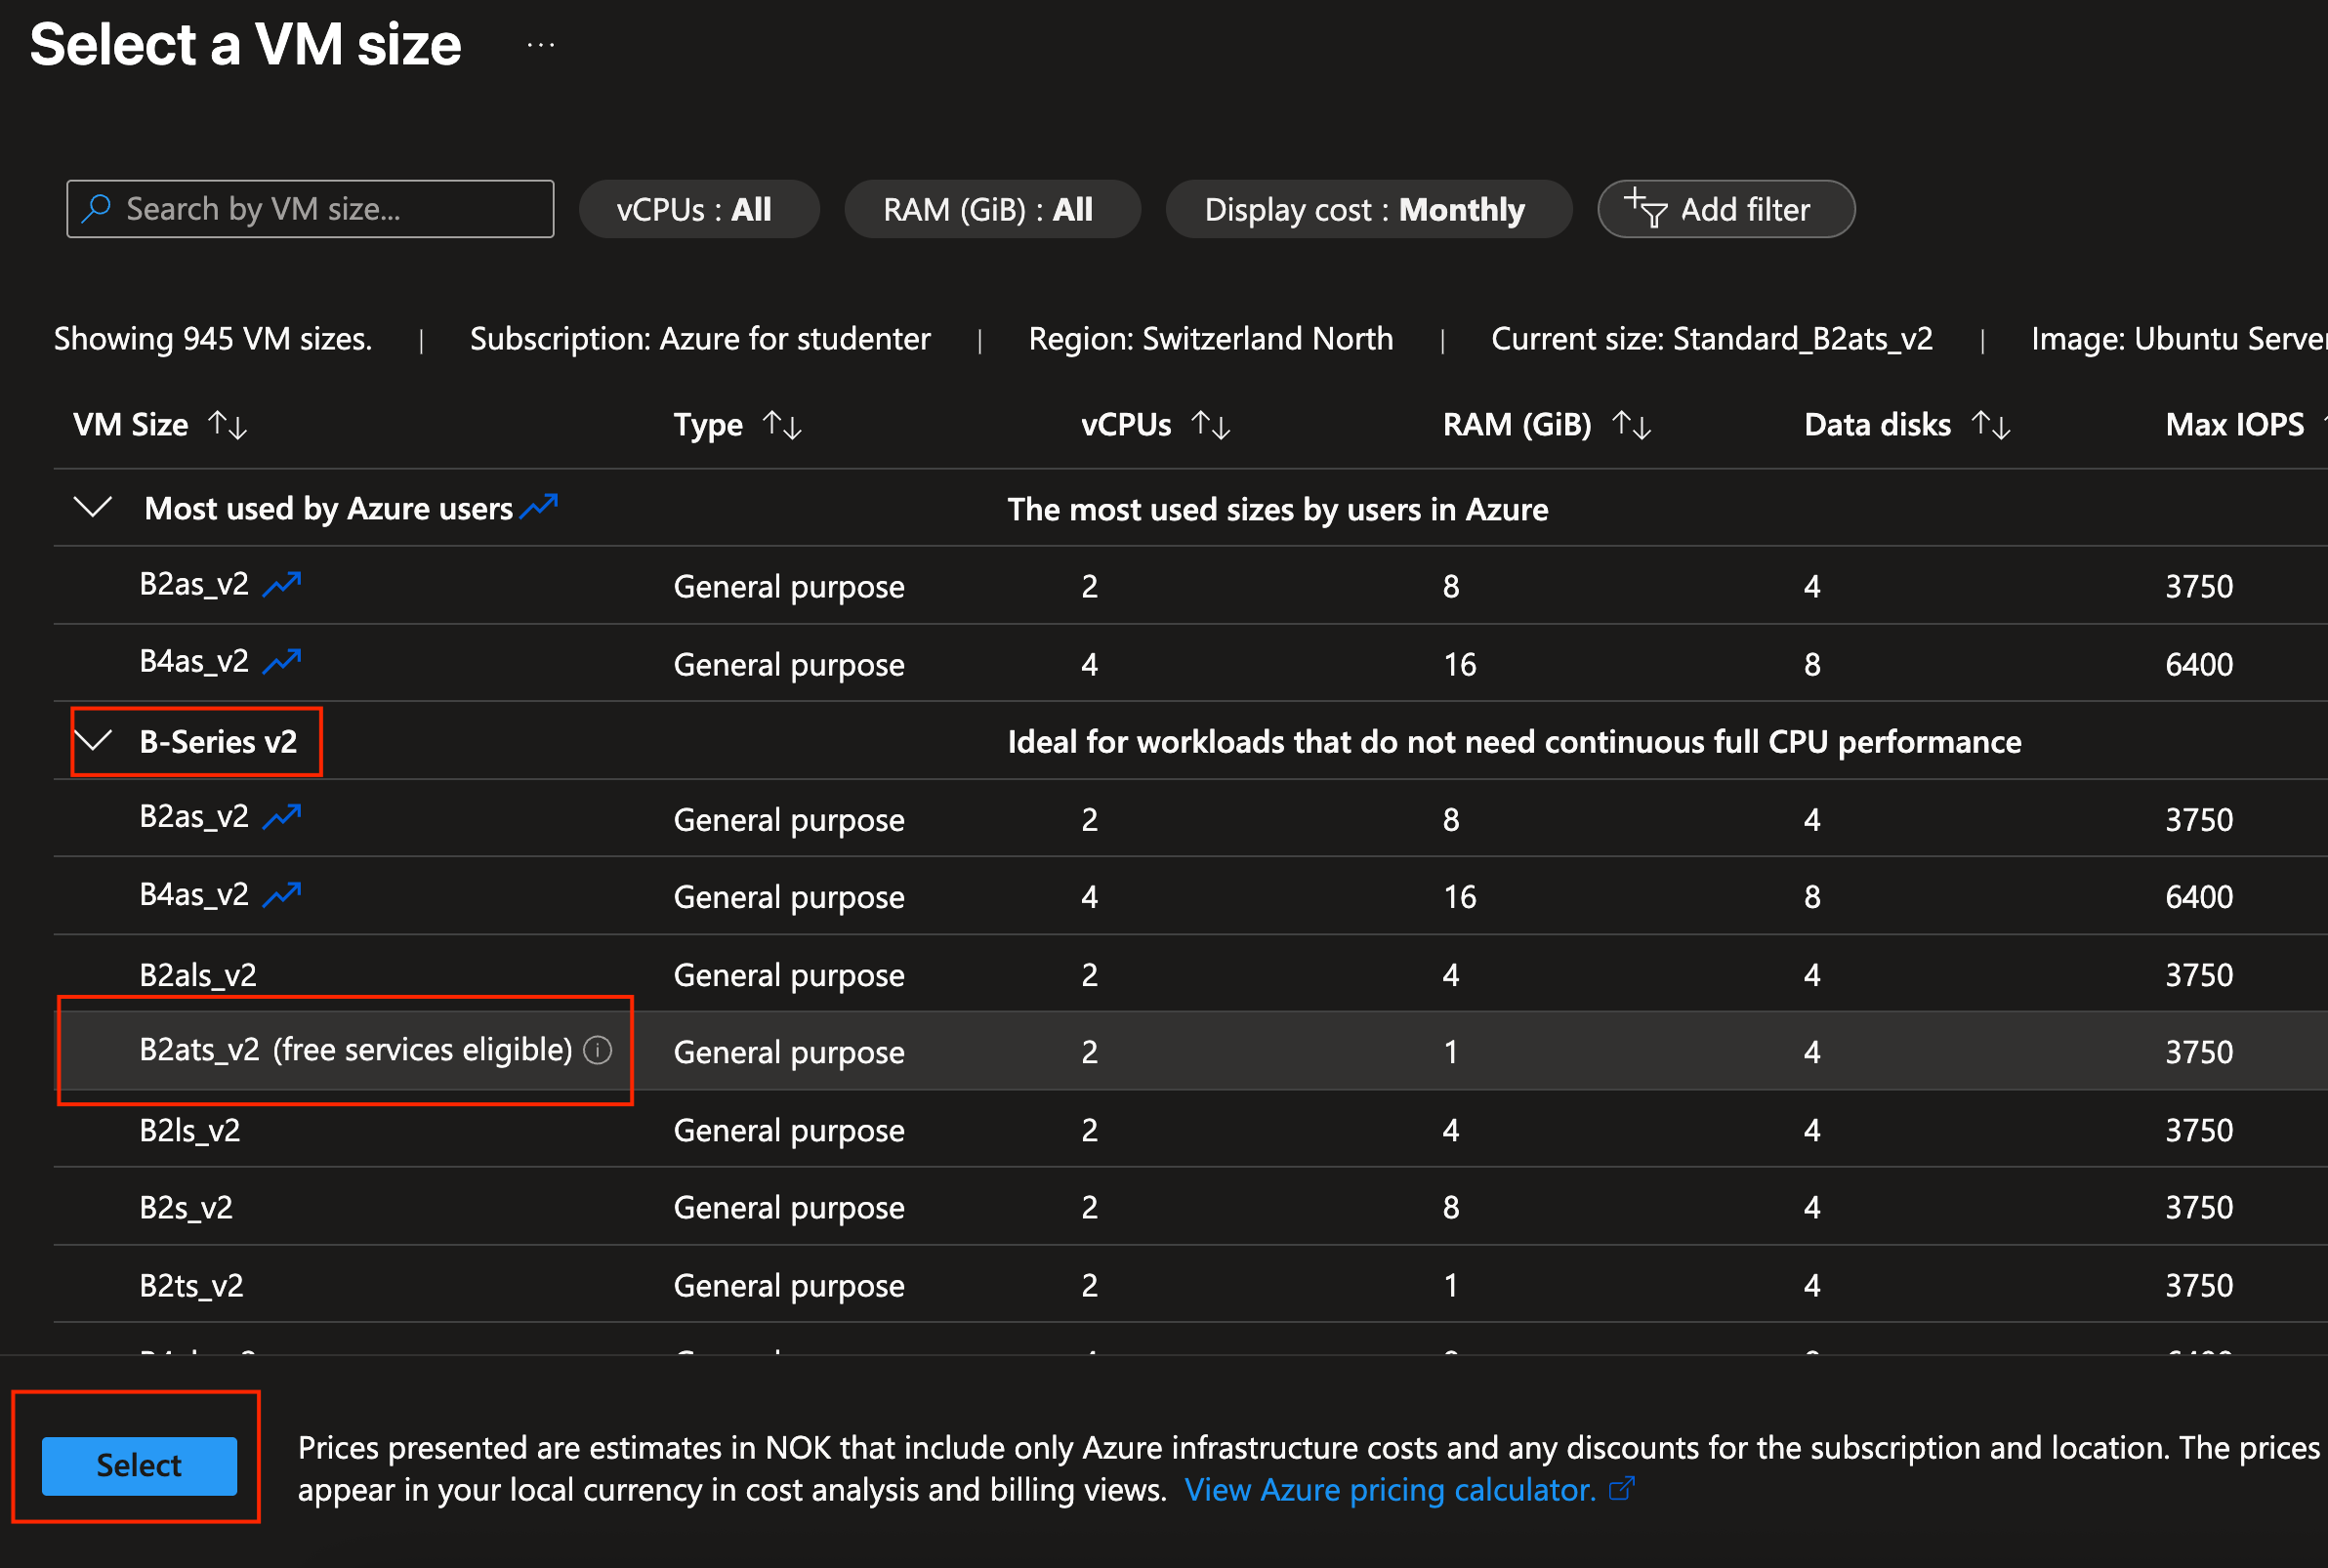 Select a VM size ...
Search by VM size... vCPUs : All RAM (GiB) : All Display cost : Monthly Add filter
Showing 945 VM sizes. | Subscription: Azure for studenter | Region: Switzerland North | Current size: Standard_B2ats_v2 | Image: Ubuntu Server
VM Size ↑↓ Type ↑↓ vCPUs ↑↓ RAM (GiB) ↑↓ Data disks ↑↓ Max IOPS
Most used by Azure users The most used sizes by users in Azure
B2as_v2 General purpose 2 8 4 3750
B4as_v2 General purpose 4 16 8 6400
B-Series v2 Ideal for workloads that do not need continuous full CPU performance
B2as_v2 General purpose 2 8 4 3750
B4as_v2 General purpose 4 16 8 6400
B2als_v2 General purpose 2 4 4 3750
B2ats_v2 (free services eligible) General purpose 2 1 4 3750
B2ls_v2 General purpose 2 4 4 3750
B2s_v2 General purpose 2 8 4 3750
B2ts_v2 General purpose 2 1 4 3750
Select
Prices presented are estimates in NOK that include only Azure infrastructure costs and any discounts for the subscription and location. The prices
appear in your local currency in cost analysis and billing views. View Azure pricing calculator.